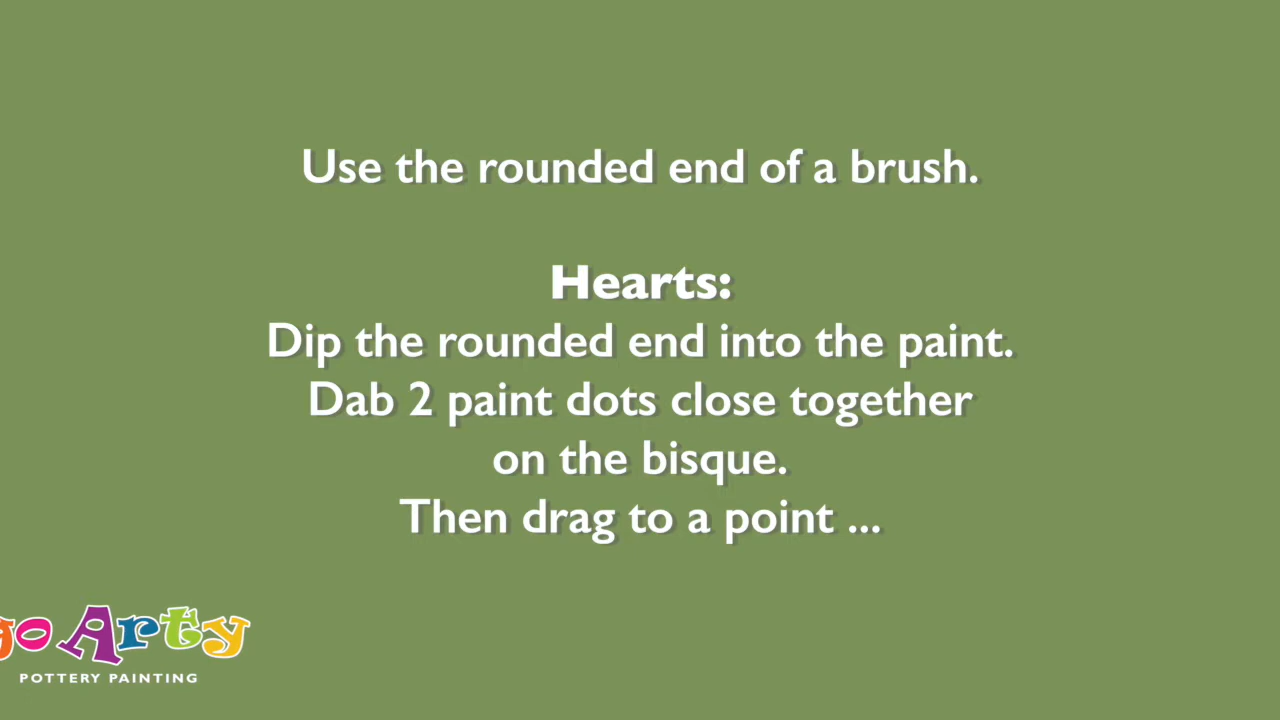 Use the rounded end of a brush.
Hearts:
Dip the rounded end into the paint.
Dab 2 paint dots close together
on the bisque.
Then drag to a point ...
go Arty
POTTERY PAINTING